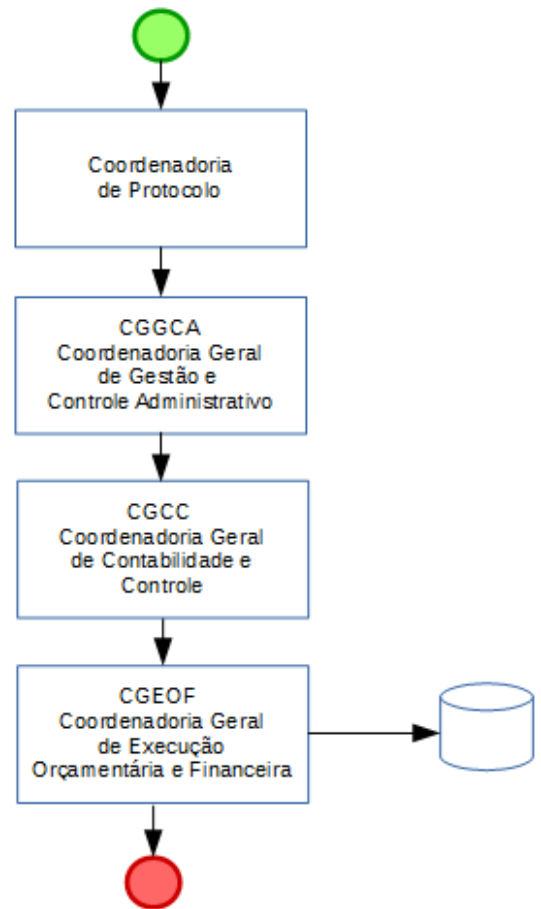 Coordenadoria
de Protocolo
CGGCA
Coordenadoria Geral
de Gestão e
Controle Administrativo
CGCC
Coordenadoria Geral
de Contabilidade e
Controle
CGEOF
Coordenadoria Geral
de Execução
Orçamentária e Financeira